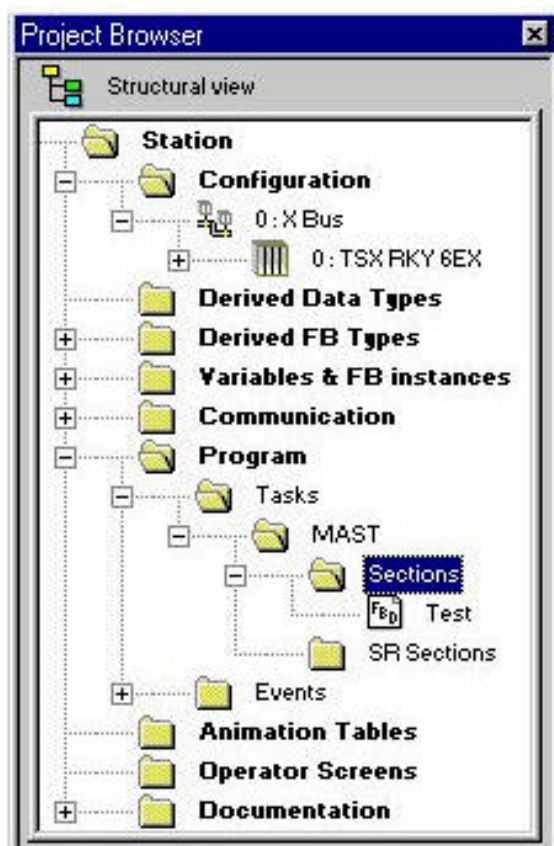 Project Browser
Structural view
Station
Configuration
0 : X Bus
0 : TSX RKY 6EX
Derived Data Types
Derived FB Types
Variables & FB instances
Communication
Program
Tasks
MAST
Sections
FBD Test
SR Sections
Events
Animation Tables
Operator Screens
Documentation